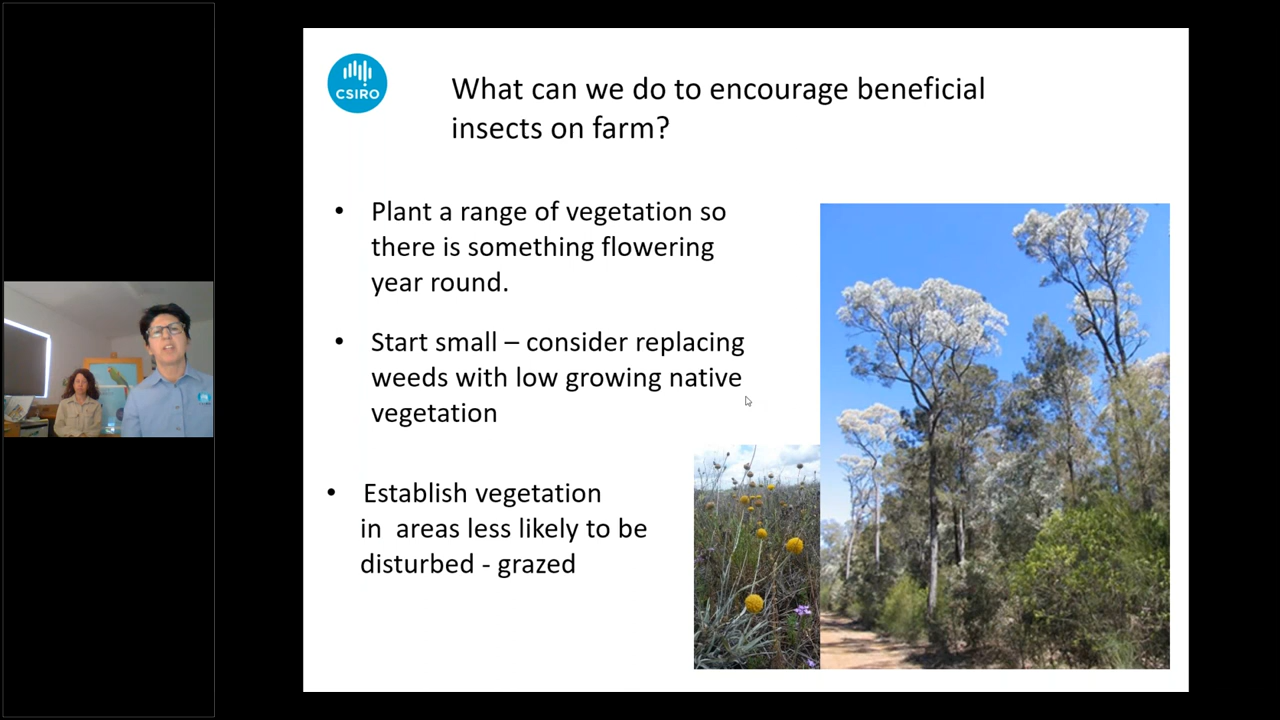 CSIRO
What can we do to encourage beneficial
insects on farm?
• Plant a range of vegetation so
there is something flowering
year round.
• Start small – consider replacing
weeds with low growing native
vegetation
• Establish vegetation
in areas less likely to be
disturbed - grazed